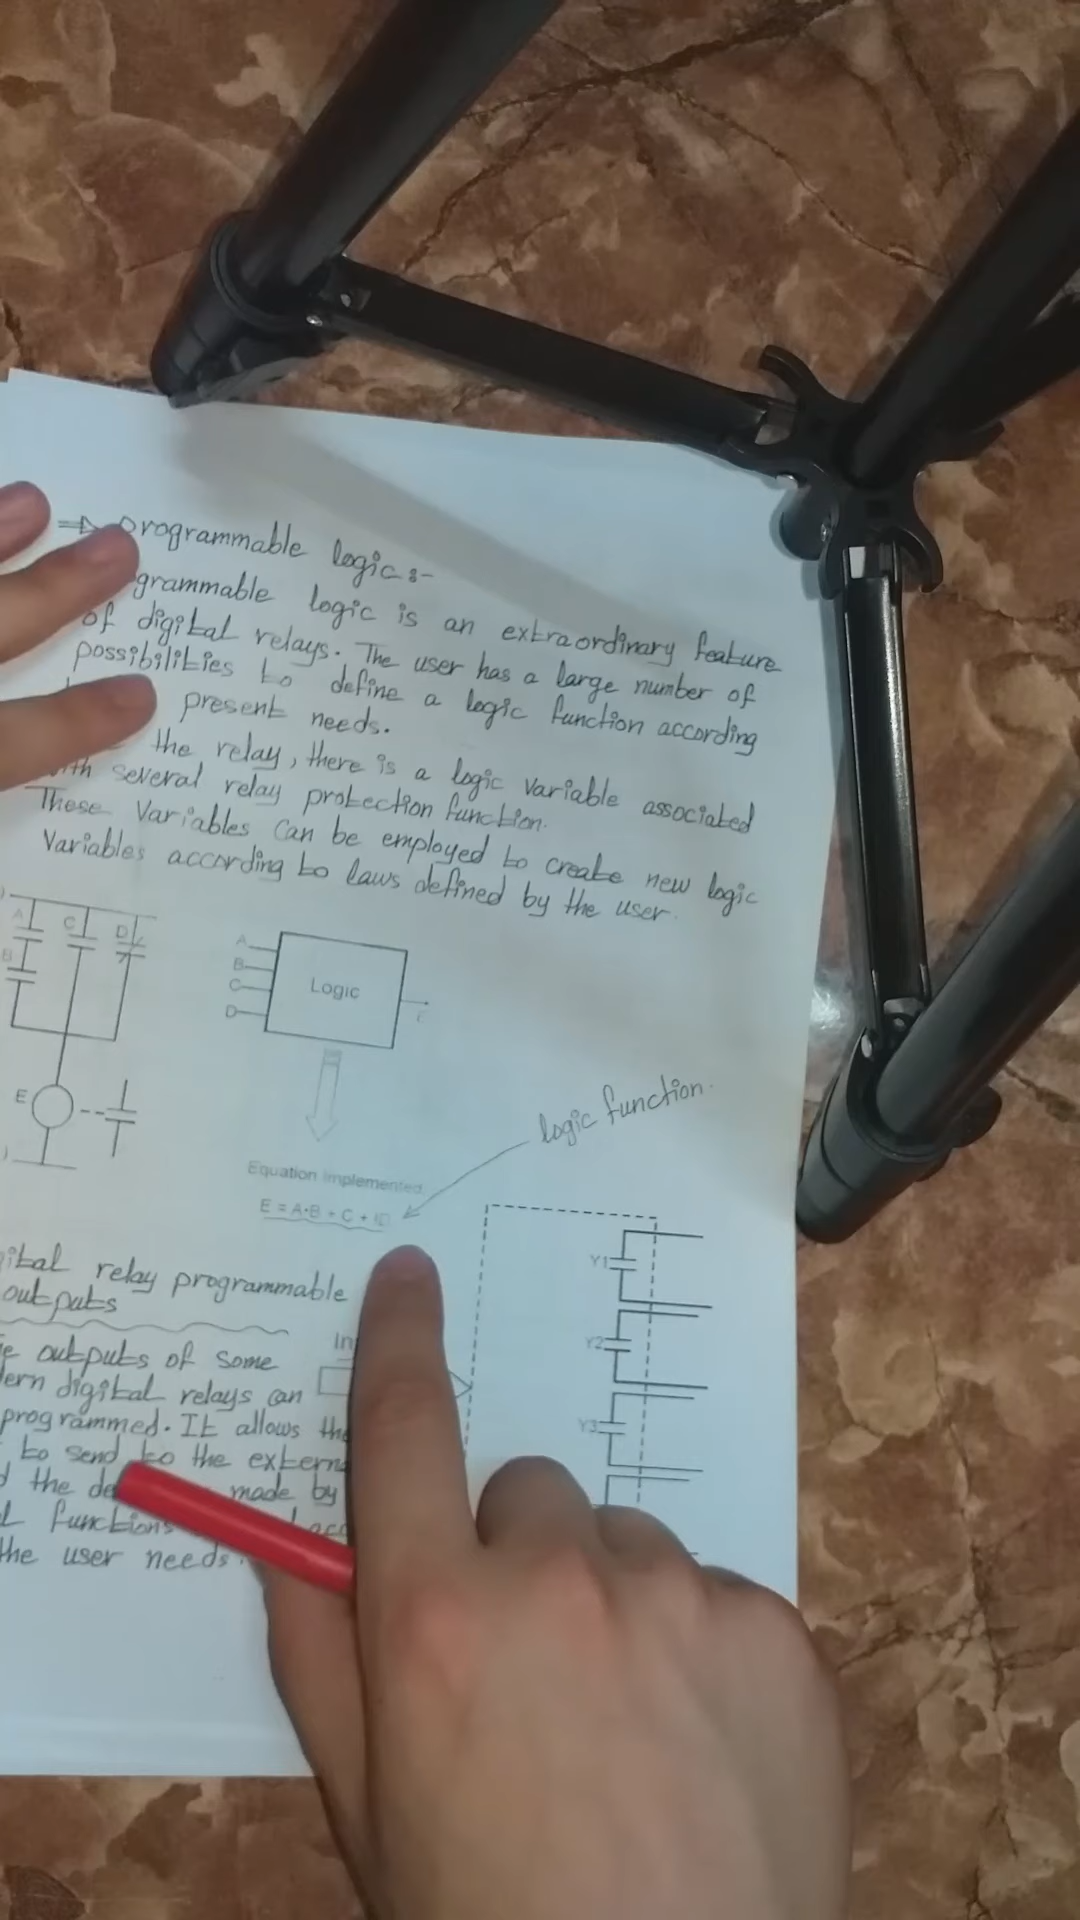 programmable logic :-
grammable logic is an extraordinary feature
of digital relays. The user has a large number of
possibilities to define a logic function according
present needs.
the relay, there is a logic variable associated
with several relay protection function.
These Variables can be employed to create new logic
Variables according to laws defined by the user.
A C D
B
E
A
B
C
D
Logic
E
logic function.
Equation implemented
E = A·B + C +
digital relay programmable
outputs
outputs of some
digital relays can
programmed. It allows the
to send to the
the made by
functions
the user needs.
Y1
Y2
Y3